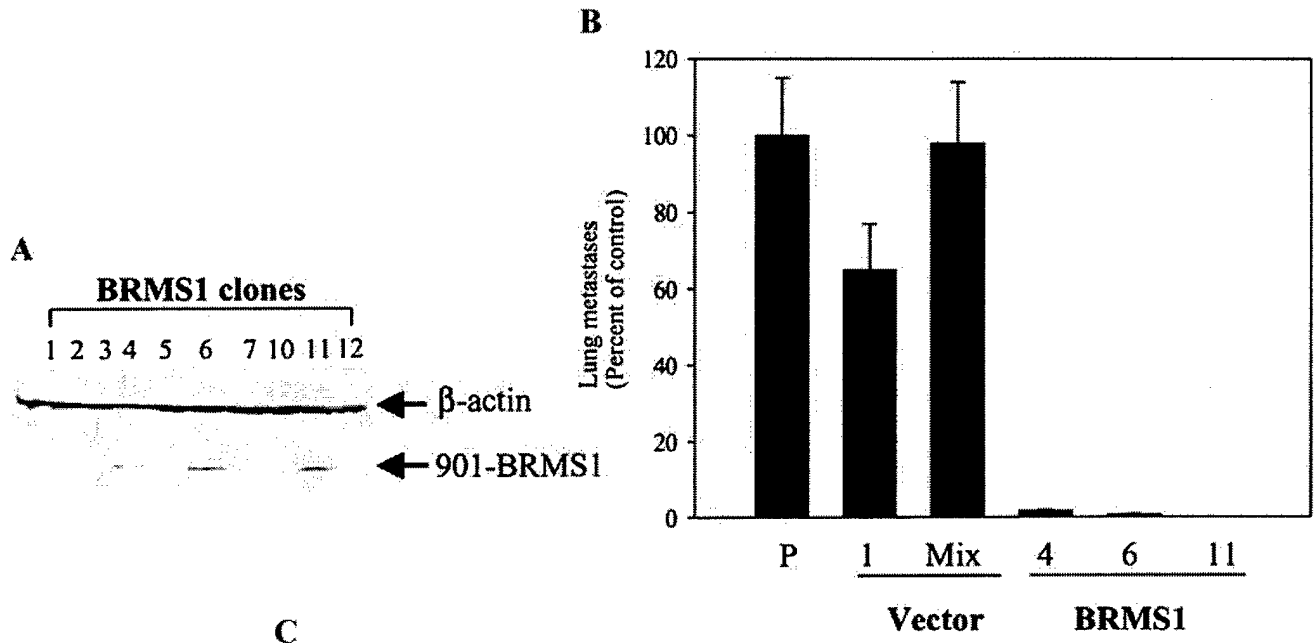 A
BRMS1 clones
1 2 3 4 5 6 7 10 11 12
β-actin
901-BRMS1
B
Lung metastases
(Percent of control)
120
100
80
60
40
20
0
P 1 Mix 4 6 11
Vector BRMS1
C